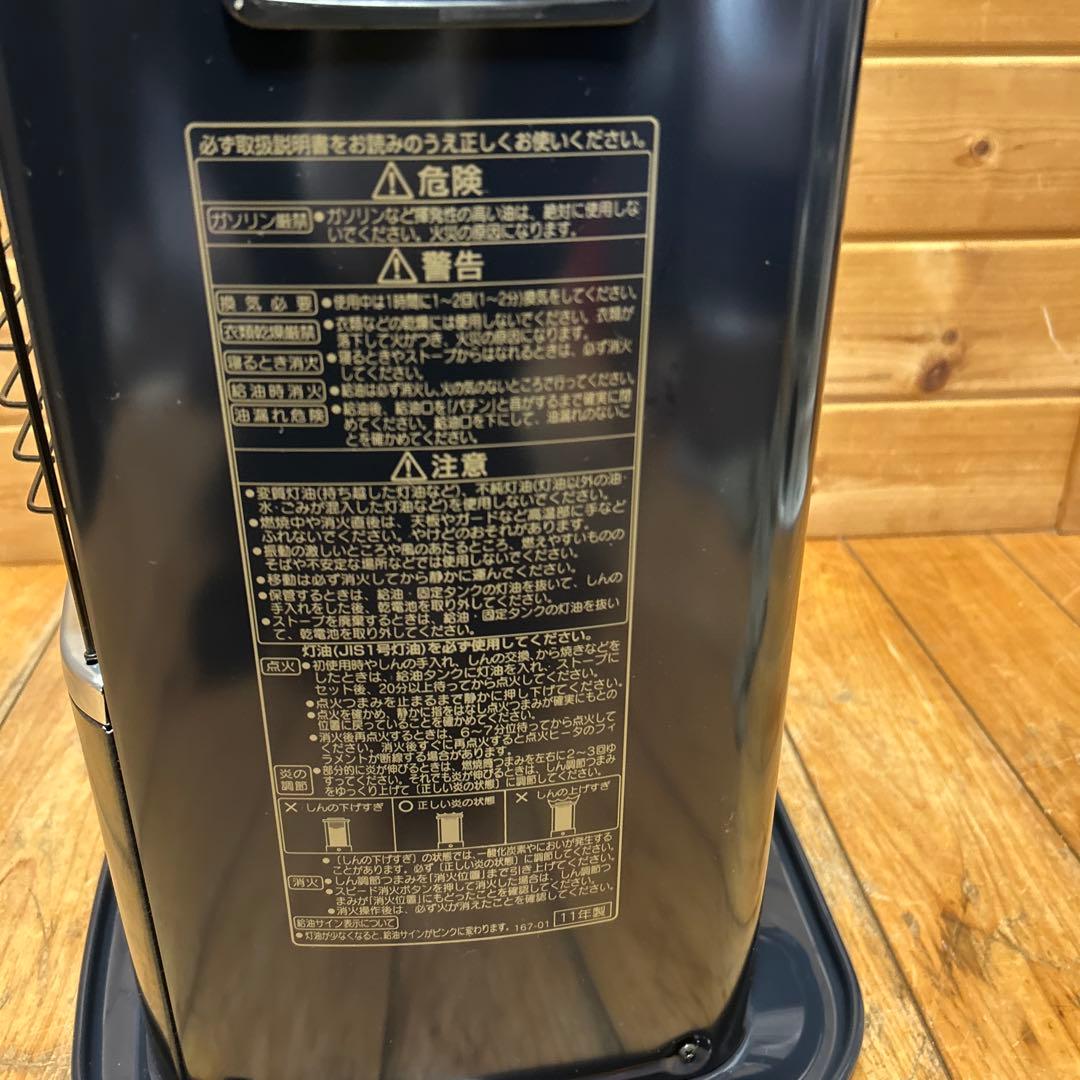 必ず取扱説明書をお読みのうえ正しくお使いください。
危険
ガソリン厳禁
●ガソリンなど揮発性の高い油は、絶対に使用しな
いでください。火災の原因になります。
警告
換気必要
●使用中は1時間に1～2回(1～2分)換気をしてください。
衣類乾燥厳禁
●衣類などの乾燥には使用しないでください。衣類が
落下して火がつき、火災の原因になります。
寝るとき消火
●寝るときやストーブからはなれるときは、必ず消火
してください。
給油時消火
●給油は必ず消火し、火の気のないところで行ってください。
油漏れ危険
●給油後、給油口を「パチン」と音がするまで確実に閉
めてください。給油口を下にして、油漏れのないこ
とを確かめてください。
注意
●変質灯油(持ち越した灯油など)、不純灯油(灯油以外の油・
水・ごみが混入した灯油など)を使用しないでください。
●燃焼中や消火直後は、天板やガードなど高温部に手など
ふれないでください。やけどのおそれがあります。
●振動の激しいところや風のあたるところ、燃えやすいものの
そばや不安定な場所などでは使用しないでください。
●移動は必ず消火してから静かに運んでください。
●保管するときは、給油・固定タンクの灯油を抜いて、しんの
手入れをした後、乾電池を取り外してください。
●ストーブを廃棄するときは、給油・固定タンクの灯油を抜い
て、乾電池を取り外してください。
灯油(JIS1号灯油)を必ず使用してください。
点火
●初使用時やしんの手入れ、しんの交換、から焼きなどを
したときは、給油タンクに灯油を入れ、ストーブに
セット後、20分以上待ってから点火してください。
●点火つまみを止まるまで静かに押し下げてください。
●点火を確かめ、静かに指をはなし点火つまみが確実にもとの
位置に戻っていることを確かめてください。
●消火後再点火するときは、6～7分位待ってから点火して
ください。消火後すぐに再点火すると点火ヒータのフィ
ラメントが断線する場合があります。
炎の
調節
●部分的に炎が伸びるときは、燃焼筒つまみを左右に2～3回ゆ
すってください。それでも炎が伸びるときは、しん調節つまみ
をゆっくり上げて〔正しい炎の状態〕に調節してください。
× しんの下げすぎ
○ 正しい炎の状態
× しんの上げすぎ
●〔しんの下げすぎ〕の状態では、一酸化炭素やにおいが発生する
ことがあります。必ず〔正しい炎の状態〕に調節してください。
消火
●しん調節つまみを「消火位置」まで引き上げてください。
●スピード消火ボタンを押して消火した場合は、しん調節つ
まみが「消火位置」にもどったことを確認してください。
●消火操作後は、必ず火が消えたことを確認してください。
給油サイン表示について
●灯油が少なくなると、給油サインがピンクに変わります。167-01
11年製